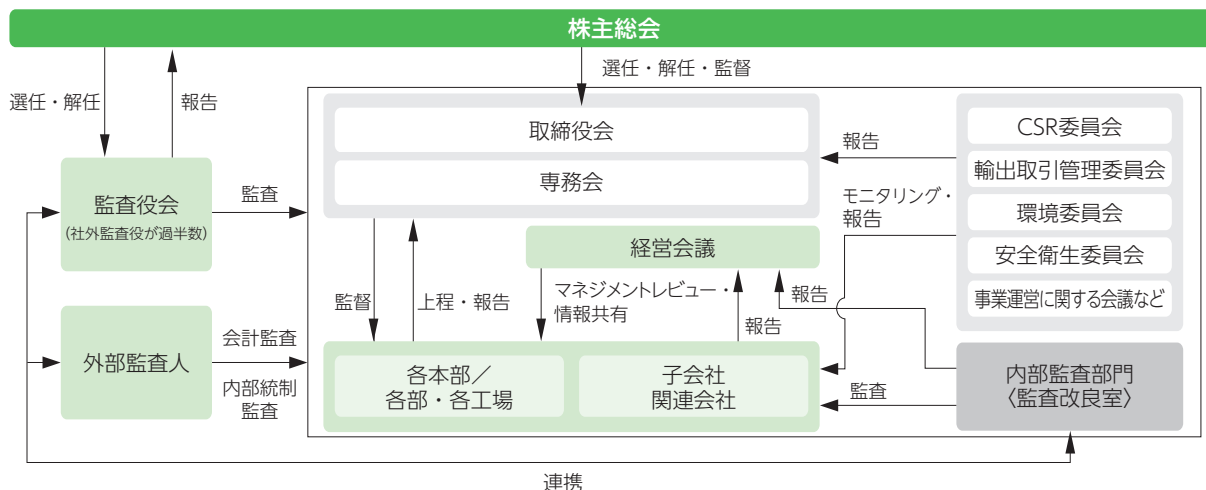 株主総会
選任・解任
報告
選任・解任・監督
監査役会
(社外監査役が過半数)
監査
外部監査人
会計監査
内部統制
監査
取締役会
専務会
監督
上程・報告
経営会議
マネジメントレビュー・
情報共有
報告
報告
各本部／
各部・各工場
子会社
関連会社
報告
モニタリング・
報告
CSR委員会
輸出取引管理委員会
環境委員会
安全衛生委員会
事業運営に関する会議など
監査
内部監査部門
〈監査改良室〉
連携